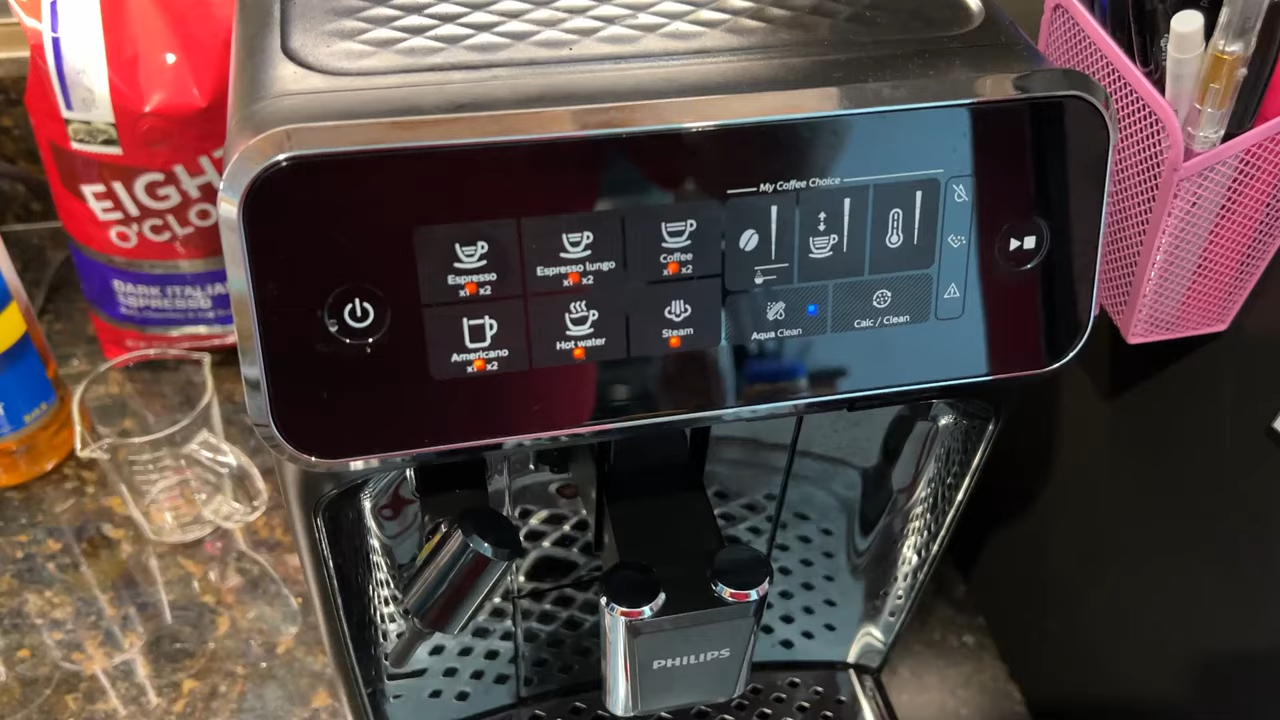 EIGHT
O'CLO
DARK ITALIAN
ESPRESSO
My Coffee Choice
Espresso
x1 x2
Espresso lungo
x1 x2
Coffee
x1 x2
Americano
x1 x2
Hot water
Steam
Aqua Clean
Calc / Clean
PHILIPS